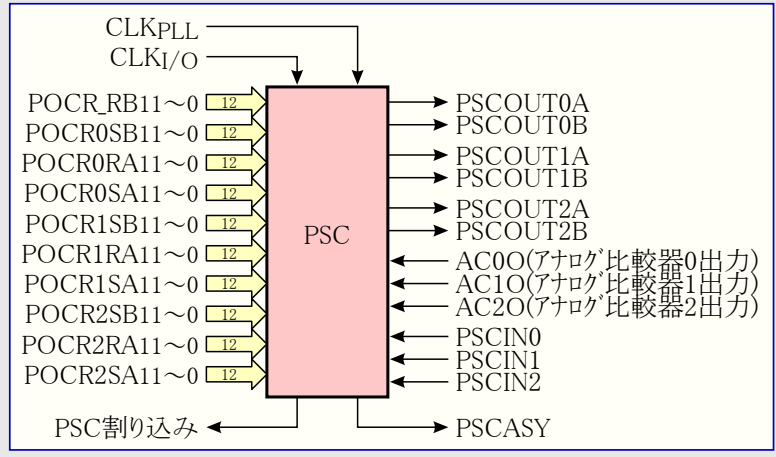 CLKPLL
CLKI/O
POCR_RB11～0 12
POCR0SB11～0 12
POCR0RA11～0 12
POCR0SA11～0 12
POCR1SB11～0 12
POCR1RA11～0 12
POCR1SA11～0 12
POCR2SB11～0 12
POCR2RA11～0 12
POCR2SA11～0 12
PSC割り込み
PSC
PSCOUT0A
PSCOUT0B
PSCOUT1A
PSCOUT1B
PSCOUT2A
PSCOUT2B
AC0O(ｱﾅﾛｸﾞ比較器0出力)
AC1O(ｱﾅﾛｸﾞ比較器1出力)
AC2O(ｱﾅﾛｸﾞ比較器2出力)
PSCIN0
PSCIN1
PSCIN2
PSCASY